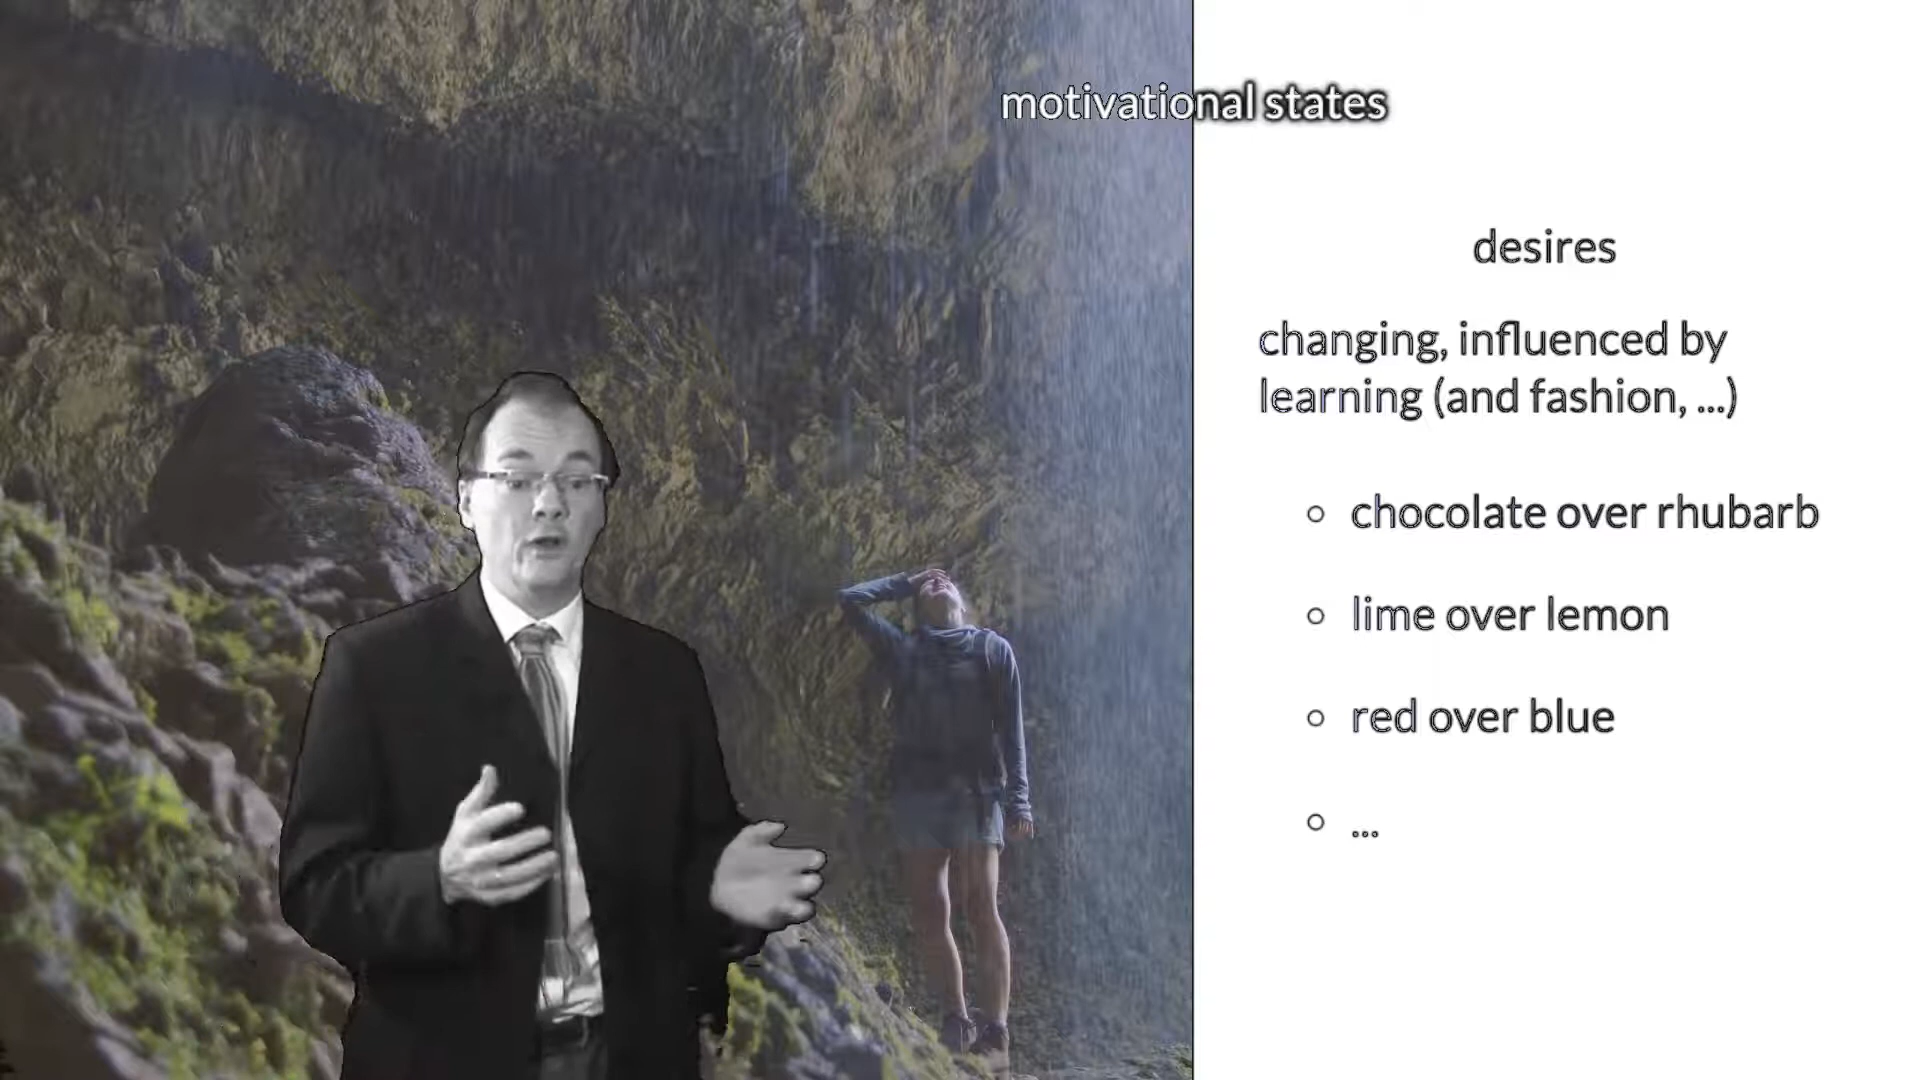 motivational states
desires
changing, influenced by
learning (and fashion, ...)
chocolate over rhubarb
lime over lemon
red over blue
...